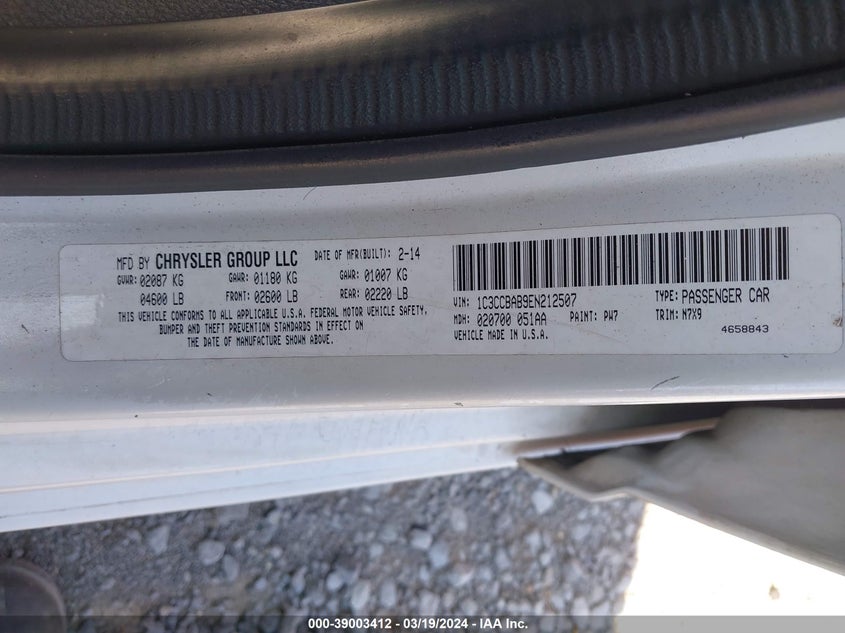 MFD BY CHRYSLER GROUP LLC DATE OF MFR(BUILT): 2-14
GVWR: 02087 KG GAWR: 01180 KG GAWR: 01007 KG
04600 LB FRONT: 02600 LB REAR: 02220 LB
THIS VEHICLE CONFORMS TO ALL APPLICABLE U.S.A. FEDERAL MOTOR VEHICLE SAFETY,
BUMPER AND THEFT PREVENTION STANDARDS IN EFFECT ON
THE DATE OF MANUFACTURE SHOWN ABOVE.
VIN: 1C3CCBAB9EN212507 TYPE: PASSENGER CAR
MDH: 020700 051AA PAINT: PW7 TRIM: N7X9
VEHICLE MADE IN U.S.A. 4658843
000-39003412 - 03/19/2024 - IAAI.COM